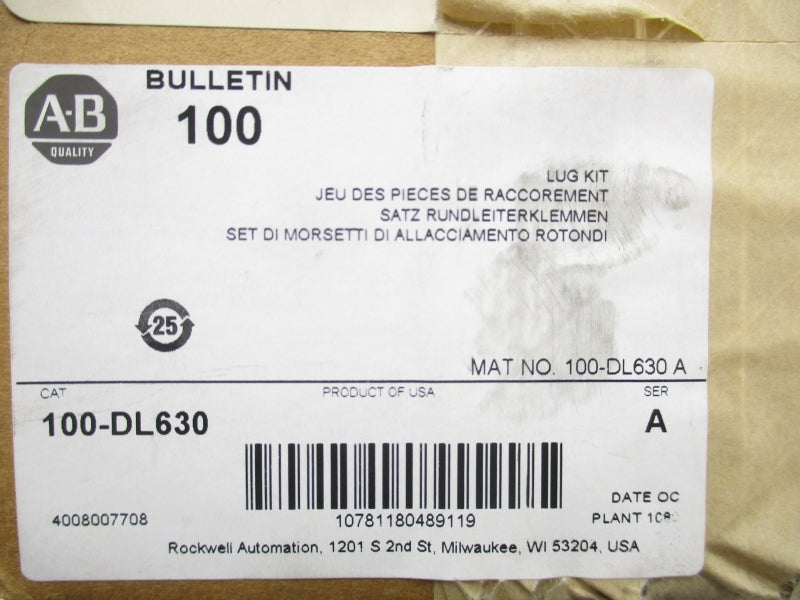 A-B
QUALITY
BULLETIN
100
LUG KIT
JEU DES PIECES DE RACCOREMENT
SATZ RUNDLEITERKLEMMEN
SET DI MORSETTI DI ALLACCIAMENTO ROTONDI
25
MAT NO. 100-DL630 A
CAT PRODUCT OF USA SER
100-DL630 A
DATE OC
4008007708 10781180489119 PLANT
Rockwell Automation, 1201 S 2nd St, Milwaukee, WI 53204, USA